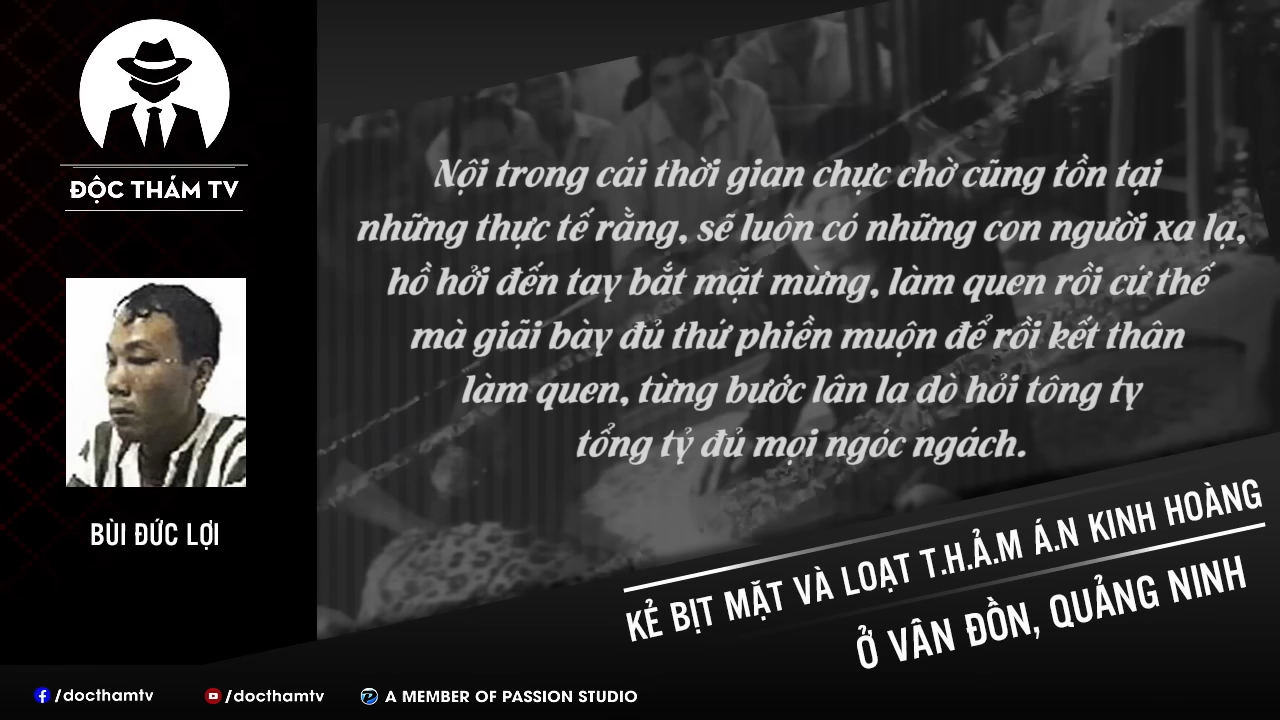 ĐỘC THÁM TV
BÙI ĐỨC LỢI
Nội trong cái thời gian chực chờ cũng tồn tại
những thực tế rằng, sẽ luôn có những con người xa lạ,
hồ hởi đến tay bắt mặt mừng, làm quen rồi cứ thế
mà giãi bày đủ thứ phiền muộn để rồi kết thân
làm quen, từng bước lân la dò hỏi tông ty
tổng tỷ đủ mọi ngóc ngách.
KẺ BỊT MẶT VÀ LOẠT T.H.Ả.M Á.N KINH HOÀNG
Ở VÂN ĐỒN, QUẢNG NINH
/docthamtv
/docthamtv
A MEMBER OF PASSION STUDIO